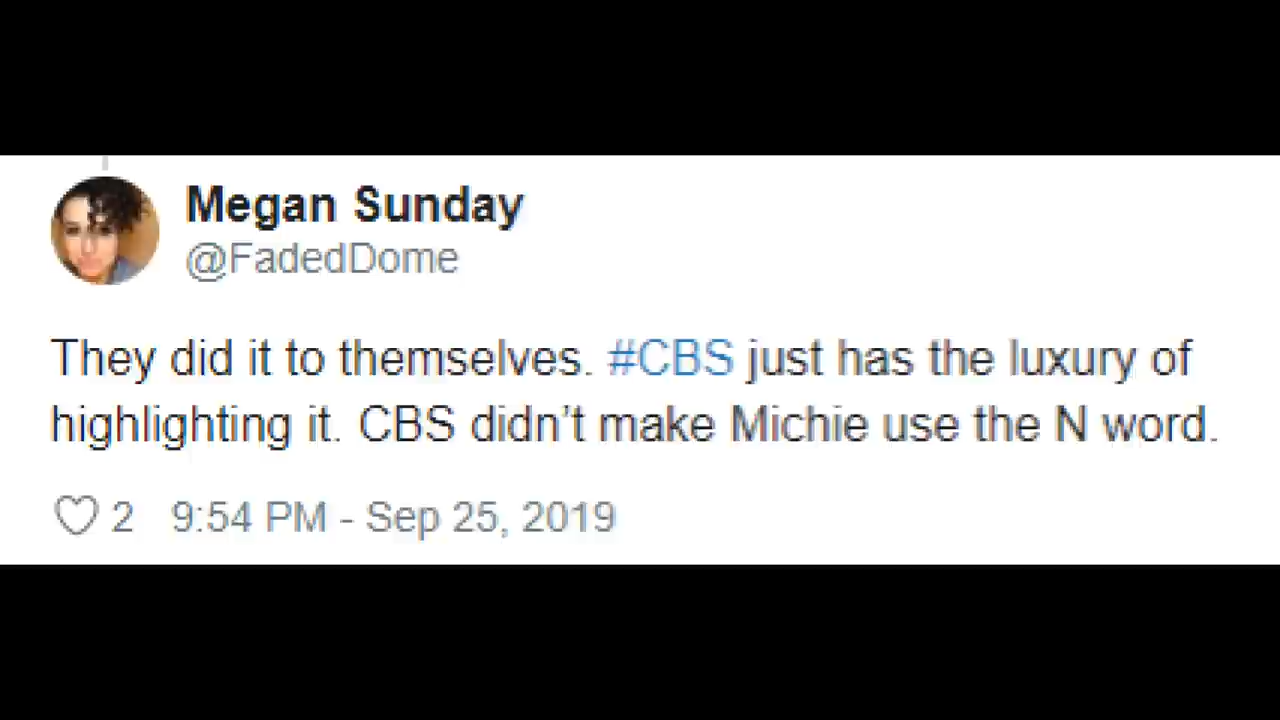 Megan Sunday
@FadedDome
They did it to themselves. #CBS just has the luxury of
highlighting it. CBS didn't make Michie use the N word.
2 9:54 PM - Sep 25, 2019